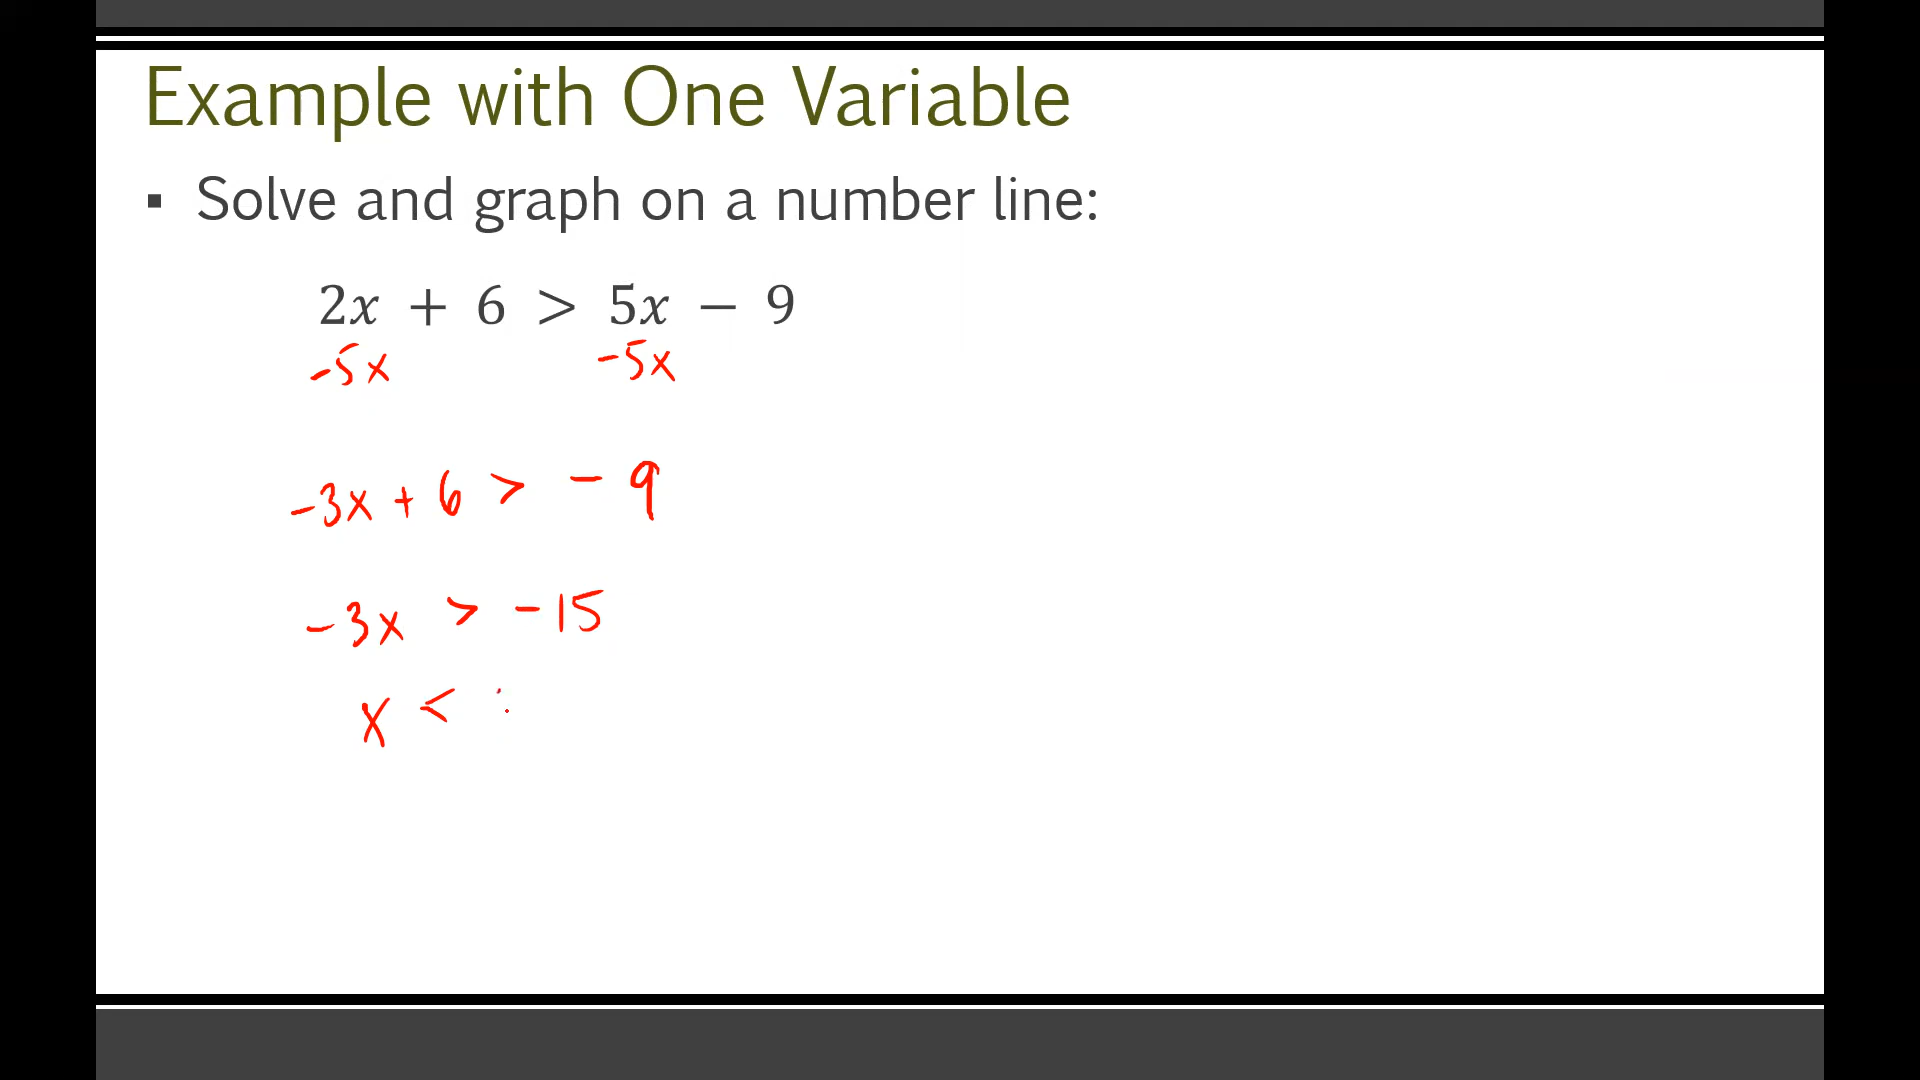 Example with One Variable
▪ Solve and graph on a number line:
2x + 6 > 5x − 9
-5x -5x
-3x + 6 > - 9
-3x > -15
x <